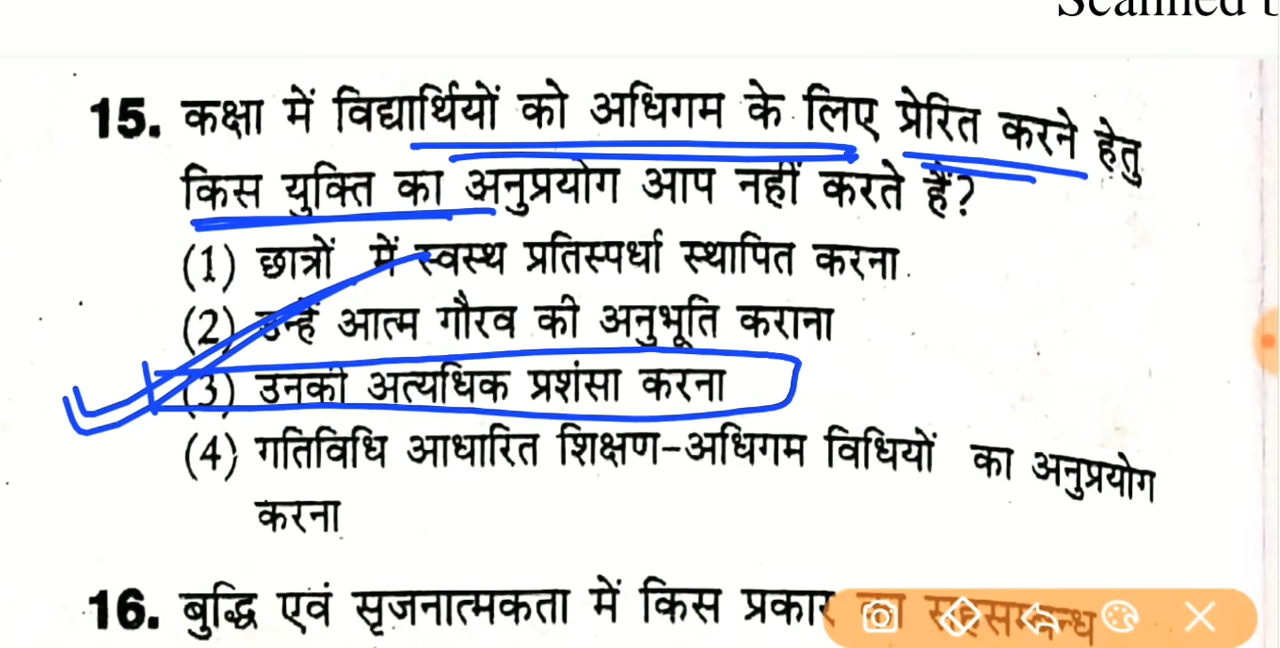 Scanned
15. कक्षा में विद्यार्थियों को अधिगम के लिए प्रेरित करने हेतु
किस युक्ति का अनुप्रयोग आप नहीं करते हैं?
(1) छात्रों में स्वस्थ प्रतिस्पर्धा स्थापित करना
(2) उन्हें आत्म गौरव की अनुभूति कराना
(3) उनकी अत्यधिक प्रशंसा करना
(4) गतिविधि आधारित शिक्षण-अधिगम विधियों का अनुप्रयोग
करना
16. बुद्धि एवं सृजनात्मकता में किस प्रकार का सहसम्बन्ध